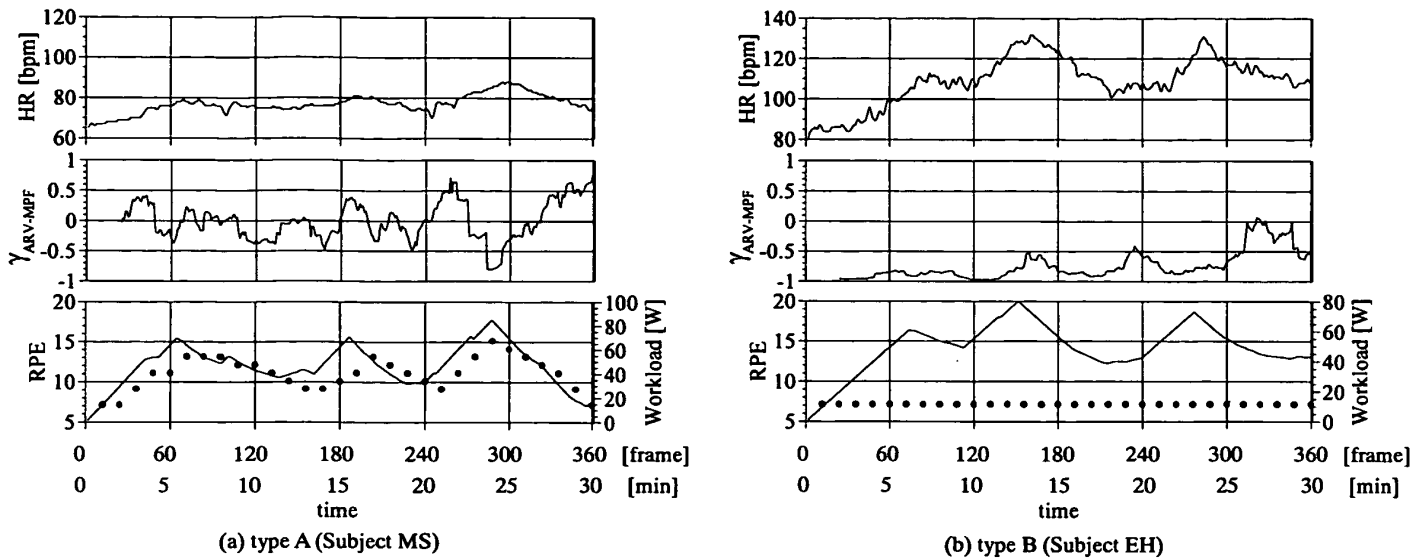 120
100
80
60
HR [bpm]
1
0.5
0
-0.5
-1
γARV-MPF
20
15
10
5
RPE
100
80
60
40
20
0
Workload [W]
0 60 120 180 240 300 360 [frame]
0 5 10 15 20 25 30 [min]
time
(a) type A (Subject MS)
140
120
100
80
HR [bpm]
1
0.5
0
-0.5
-1
γARV-MPF
20
15
10
5
RPE
80
60
40
20
0
Workload [W]
0 60 120 180 240 300 360 [frame]
0 5 10 15 20 25 30 [min]
time
(b) type B (Subject EH)